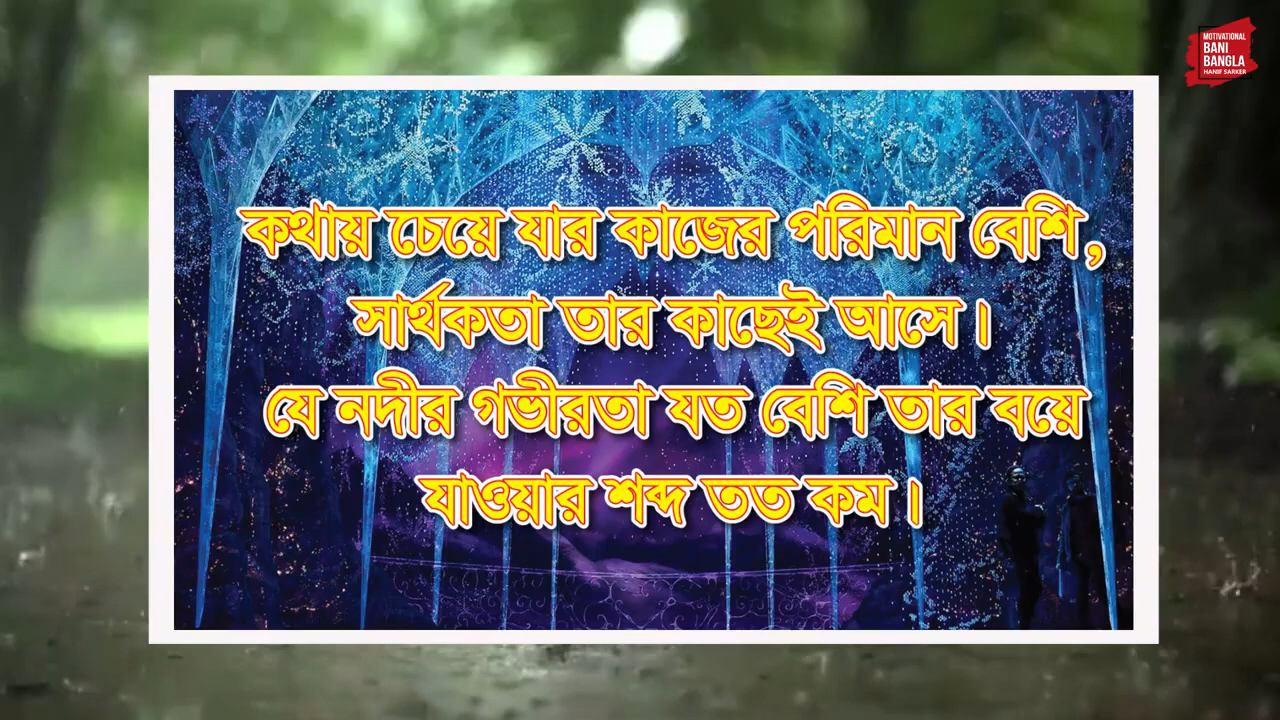 MOTIVATIONAL
BANI
BANGLA
HANIF SARKER
কথায় চেয়ে যার কাজের পরিমান বেশি,
সার্থকতা তার কাছেই আসে।
যে নদীর গভীরতা যত বেশি তার বয়ে
যাওয়ার শব্দ তত কম।